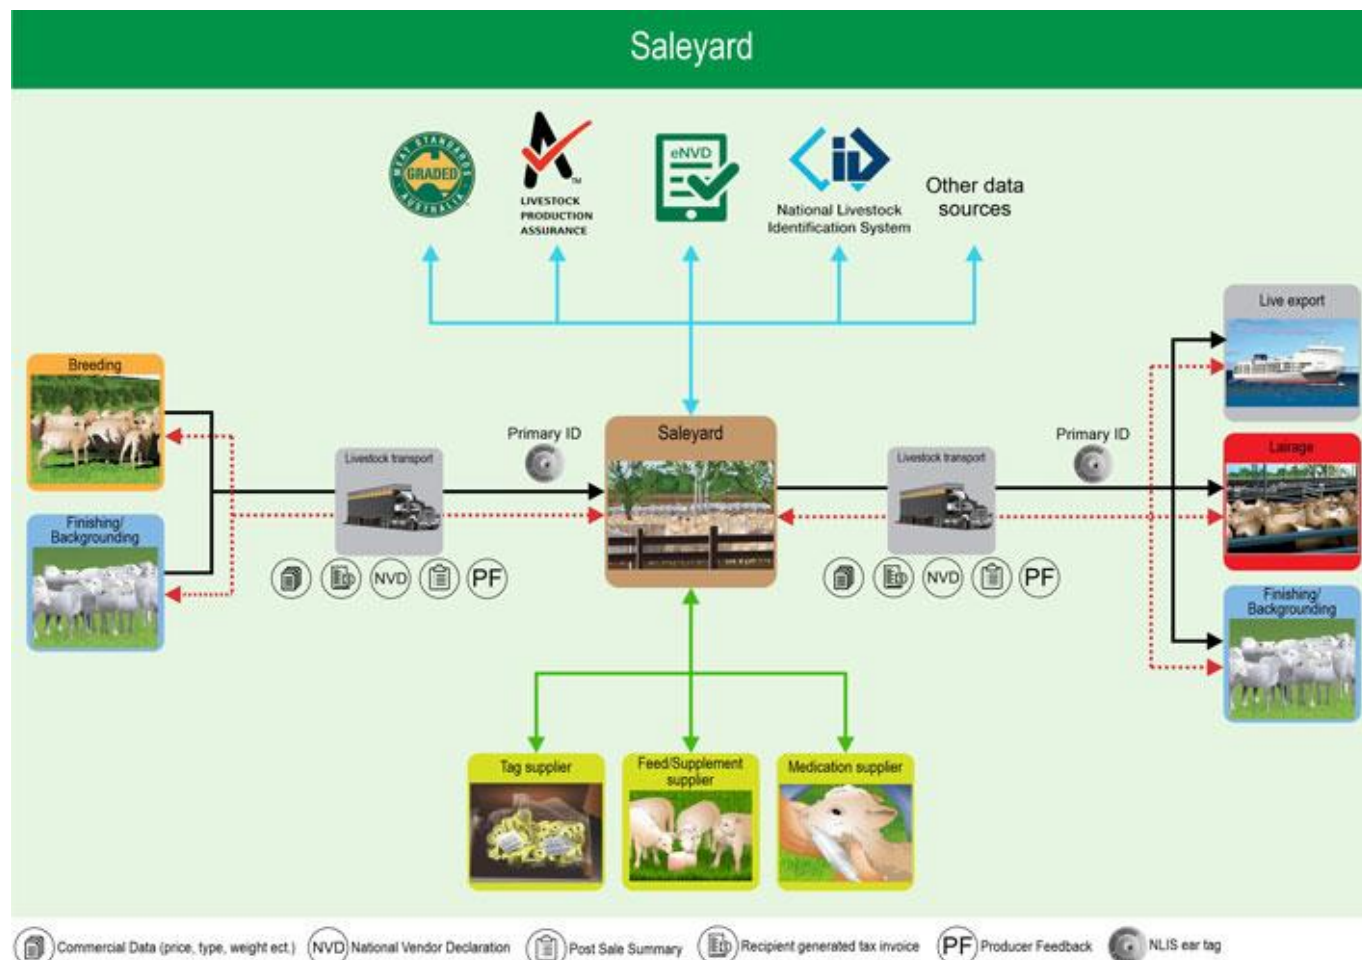 Saleyard
MEAT STANDARDS
GRADED
AUSTRALIA
TM
LIVESTOCK
PRODUCTION
ASSURANCE
eNVD
iD
National Livestock
Identification System
Other data
sources
Breeding
Finishing/
Backgrounding
Livestock transport
Primary ID
NVD
PF
Saleyard
Livestock transport
Primary ID
NVD
PF
Live export
Lairage
Finishing/
Backgrounding
Tag supplier
Feed/Supplement
supplier
Medication supplier
Commercial Data (price, type, weight ect.)
NVD National Vendor Declaration
Post Sale Summary
Recipient generated tax invoice
PF Producer Feedback
NLIS ear tag